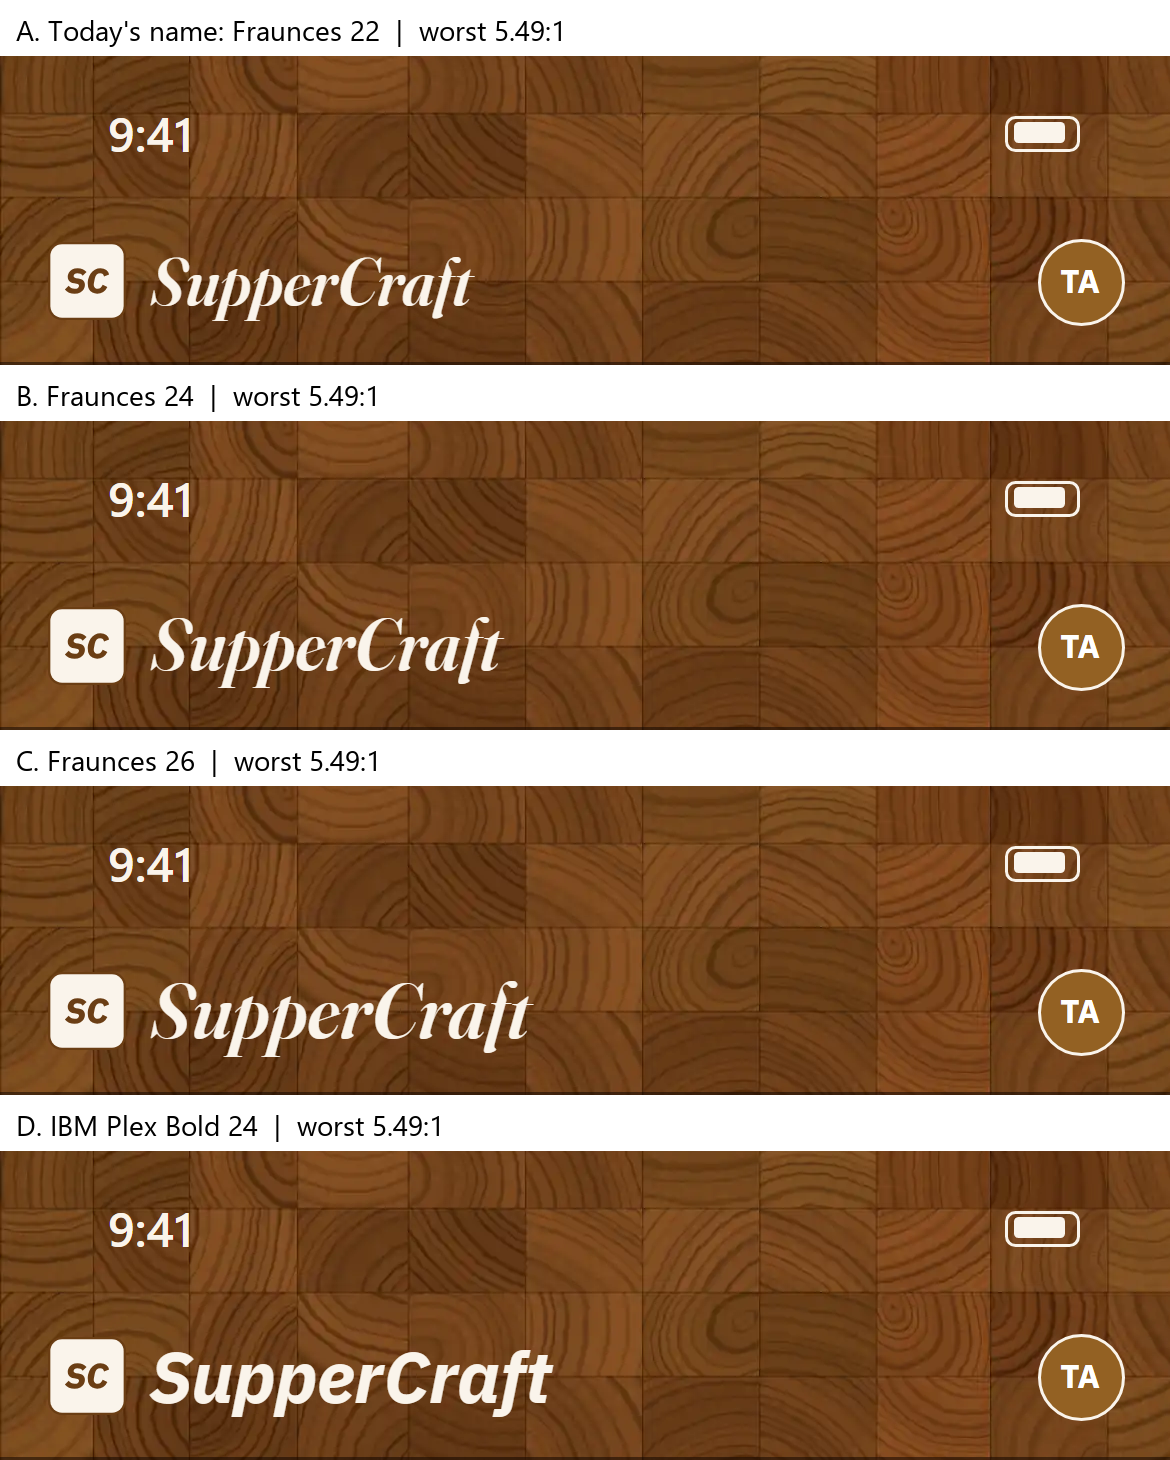 A. Today's name: Fraunces 22 | worst 5.49:1
9:41
SC SupperCraft TA
B. Fraunces 24 | worst 5.49:1
9:41
SC SupperCraft TA
C. Fraunces 26 | worst 5.49:1
9:41
SC SupperCraft TA
D. IBM Plex Bold 24 | worst 5.49:1
9:41
SC SupperCraft TA